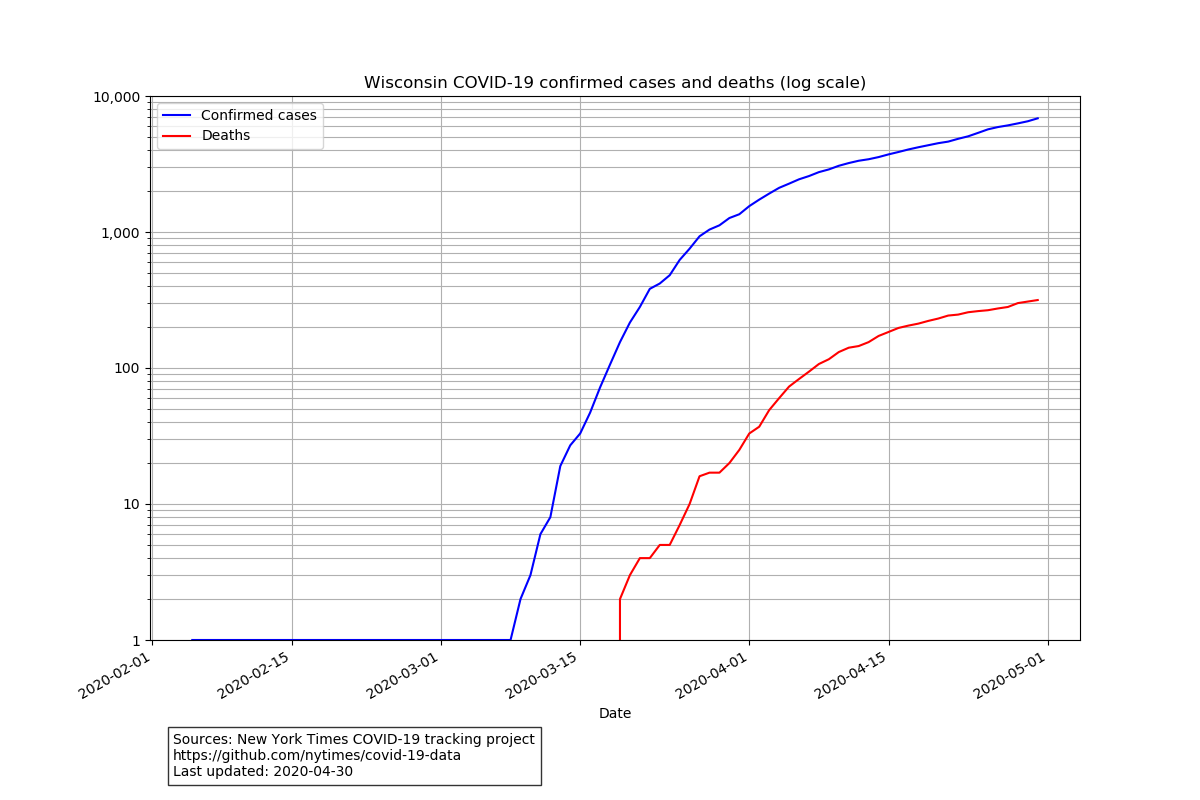 Wisconsin COVID-19 confirmed cases and deaths (log scale)
10,000
Confirmed cases
Deaths
1,000
100
10
1
2020-02-01
2020-02-15
2020-03-01
2020-03-15
2020-04-01
2020-04-15
2020-05-01
Date
Sources: New York Times COVID-19 tracking project
https://github.com/nytimes/covid-19-data
Last updated: 2020-04-30